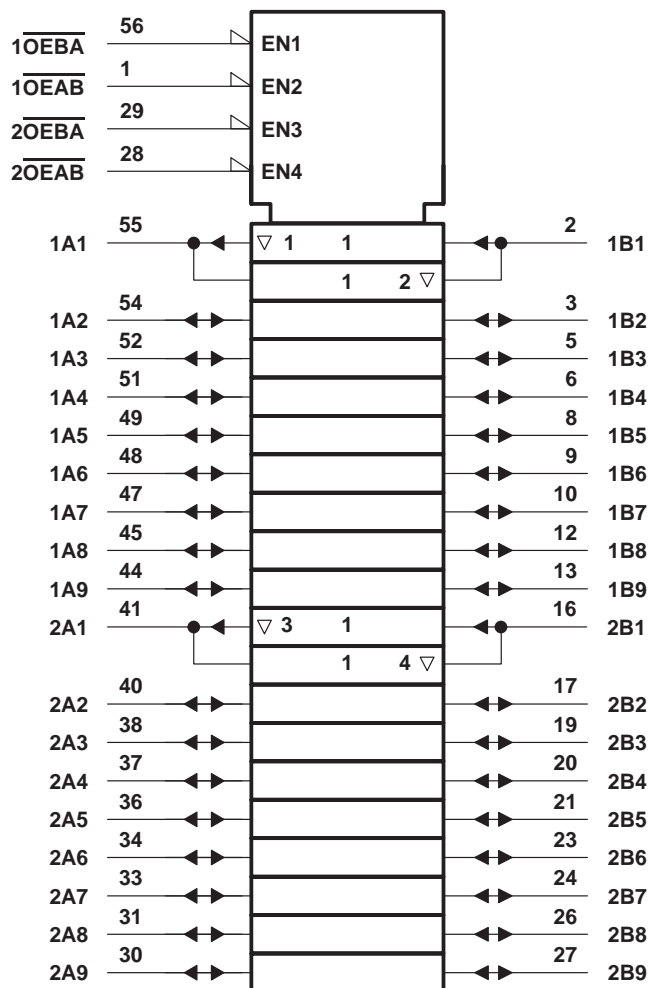 56
1OEBA EN1
1
1OEAB EN2
29
2OEBA EN3
28
2OEAB EN4
55 2
1A1 ▽ 1 1 1B1
1 2 ▽
54 3
1A2 1B2
52 5
1A3 1B3
51 6
1A4 1B4
49 8
1A5 1B5
48 9
1A6 1B6
47 10
1A7 1B7
45 12
1A8 1B8
44 13
1A9 1B9
41 16
2A1 ▽ 3 1 2B1
1 4 ▽
40 17
2A2 2B2
38 19
2A3 2B3
37 20
2A4 2B4
36 21
2A5 2B5
34 23
2A6 2B6
33 24
2A7 2B7
31 26
2A8 2B8
30 27
2A9 2B9